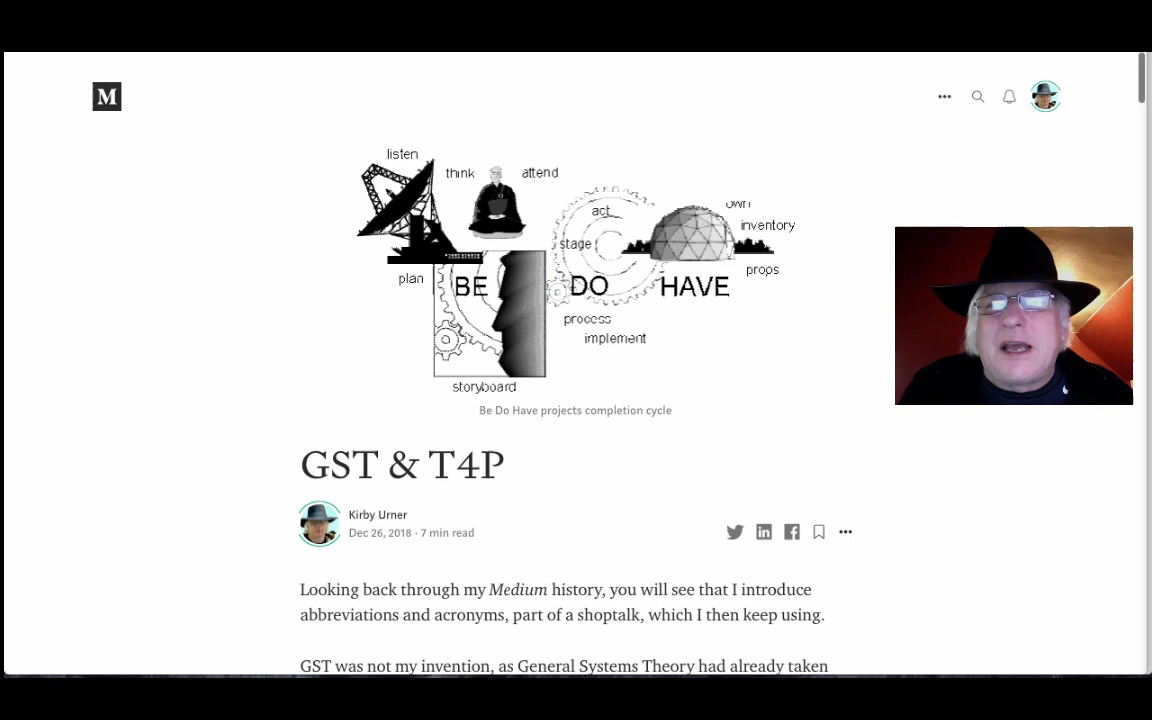 M
listen
think
attend
act
own
inventory
stage
props
plan
BE
DO
HAVE
process
implement
storyboard
Be Do Have projects completion cycle
GST & T4P
Kirby Urner
Dec 26, 2018 · 7 min read
Looking back through my Medium history, you will see that I introduce
abbreviations and acronyms, part of a shoptalk, which I then keep using.
GST was not my invention, as General Systems Theory had already taken